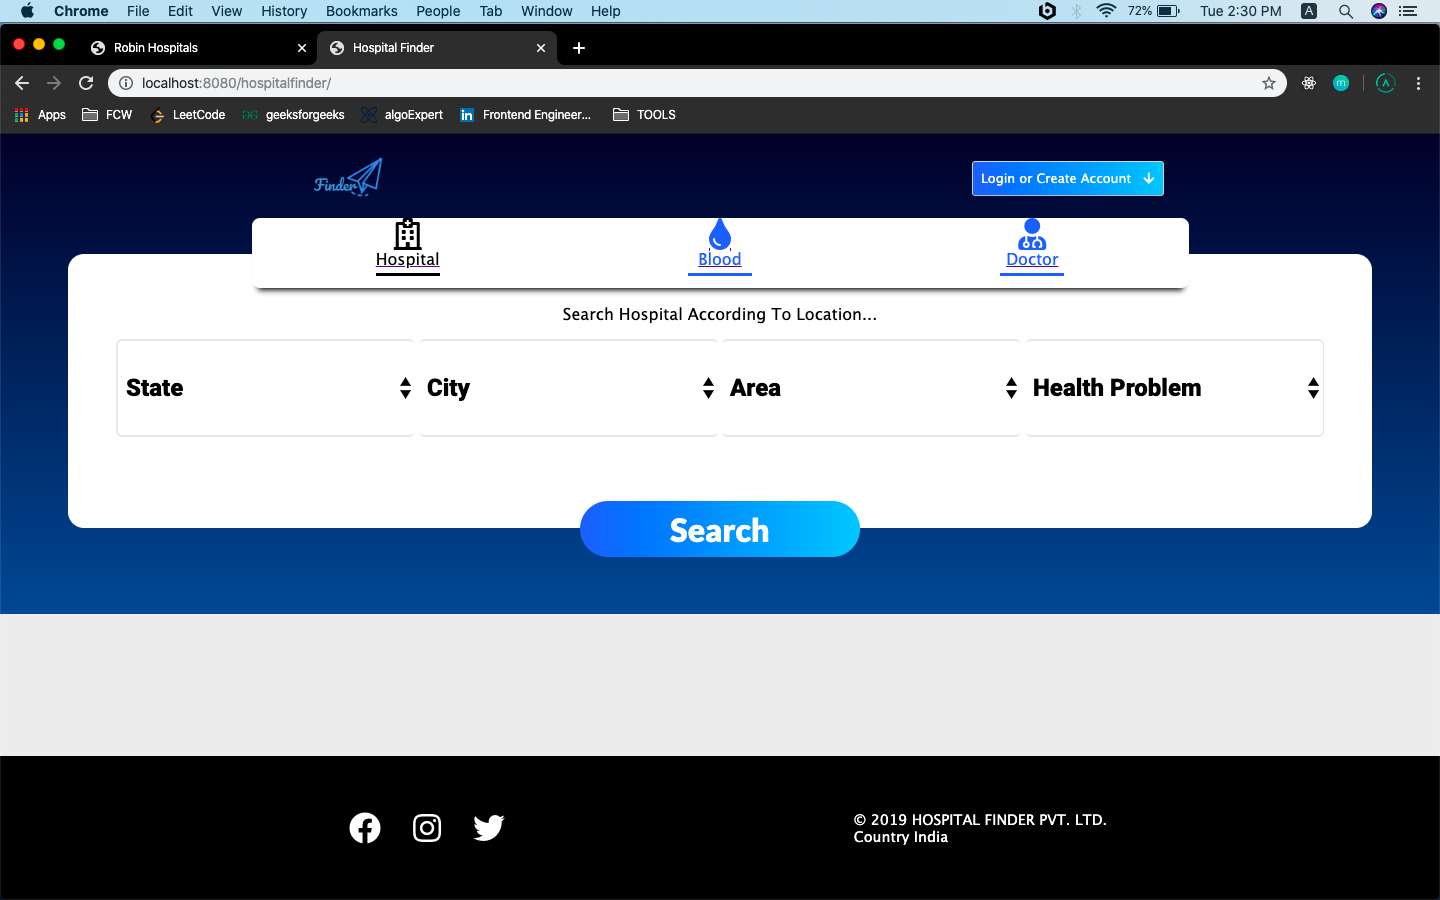 Chrome File Edit View History Bookmarks People Tab Window Help 72% Tue 2:30 PM A
Robin Hospitals Hospital Finder
localhost:8080/hospitalfinder/ m
Apps FCW LeetCode geeksforgeeks algoExpert in Frontend Engineer... TOOLS
Finder
Login or Create Account
Hospital Blood Doctor
Search Hospital According To Location...
State City Area Health Problem
Search
© 2019 HOSPITAL FINDER PVT. LTD.
Country India